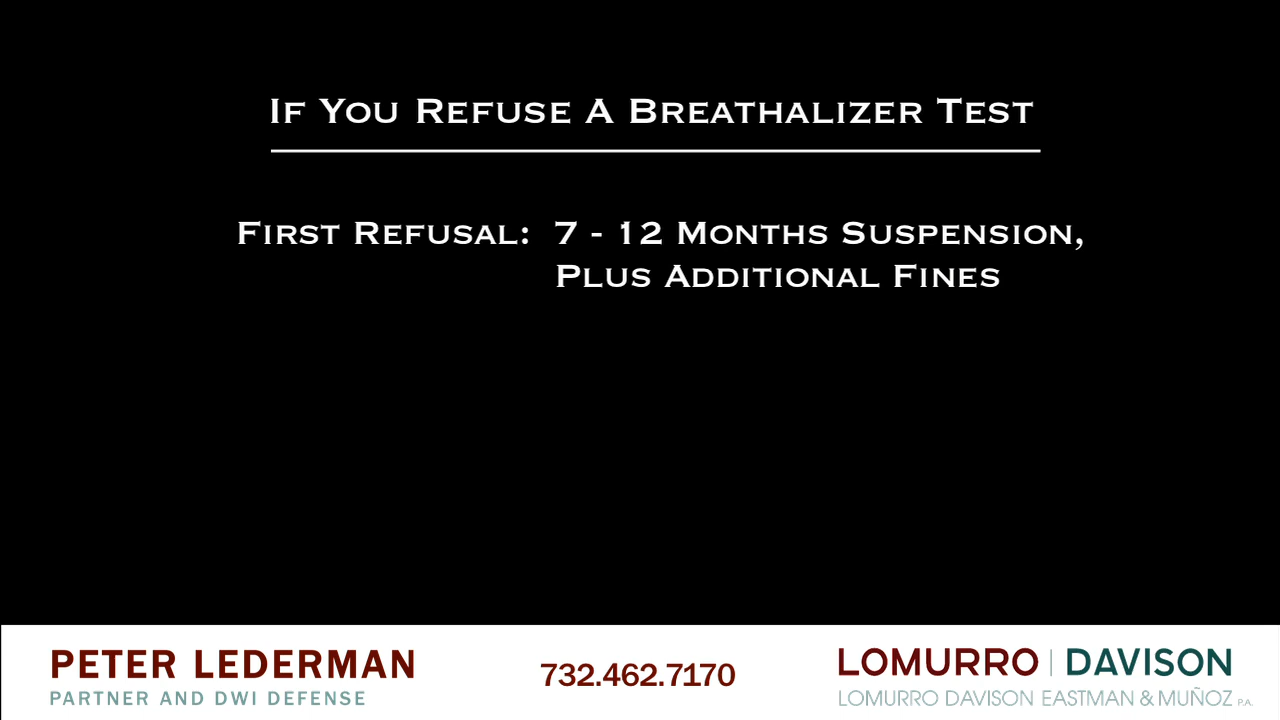 If You Refuse A Breathalizer Test
First Refusal: 7 - 12 Months Suspension,
Plus Additional Fines
PETER LEDERMAN
PARTNER AND DWI DEFENSE
732.462.7170
LOMURRO | DAVISON
LOMURRO DAVISON EASTMAN & MUÑOZ P.A.